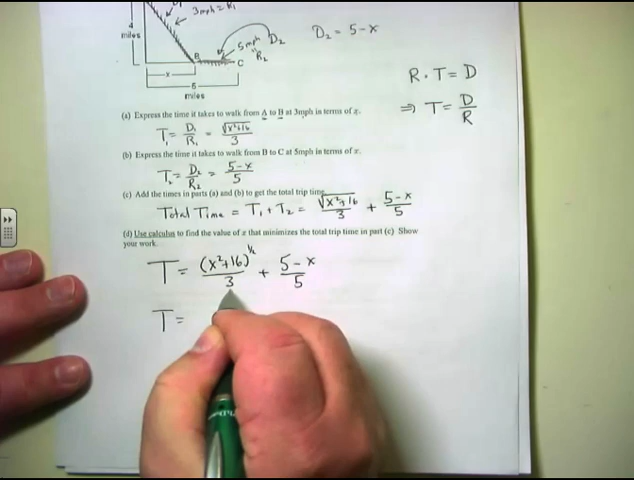 3mph = R₁
4
miles
B
5mph
D₂
D₂ = 5 - x
C
"R₂
x
5
miles
R · T = D
⇒ T = D/R
(a) Express the time it takes to walk from A to B at 3mph in terms of x.
T₁ = D₁/R₁ = √(x²+16)/3
(b) Express the time it takes to walk from B to C at 5mph in terms of x.
T₂ = D₂/R₂ = (5-x)/5
(c) Add the times in parts (a) and (b) to get the total trip time.
Total Time = T₁ + T₂ = √(x²+16)/3 + (5-x)/5
(d) Use calculus to find the value of x that minimizes the total trip time in part (c) Show
your work.
T = (x²+16)^½/3 + (5-x)/5
T =